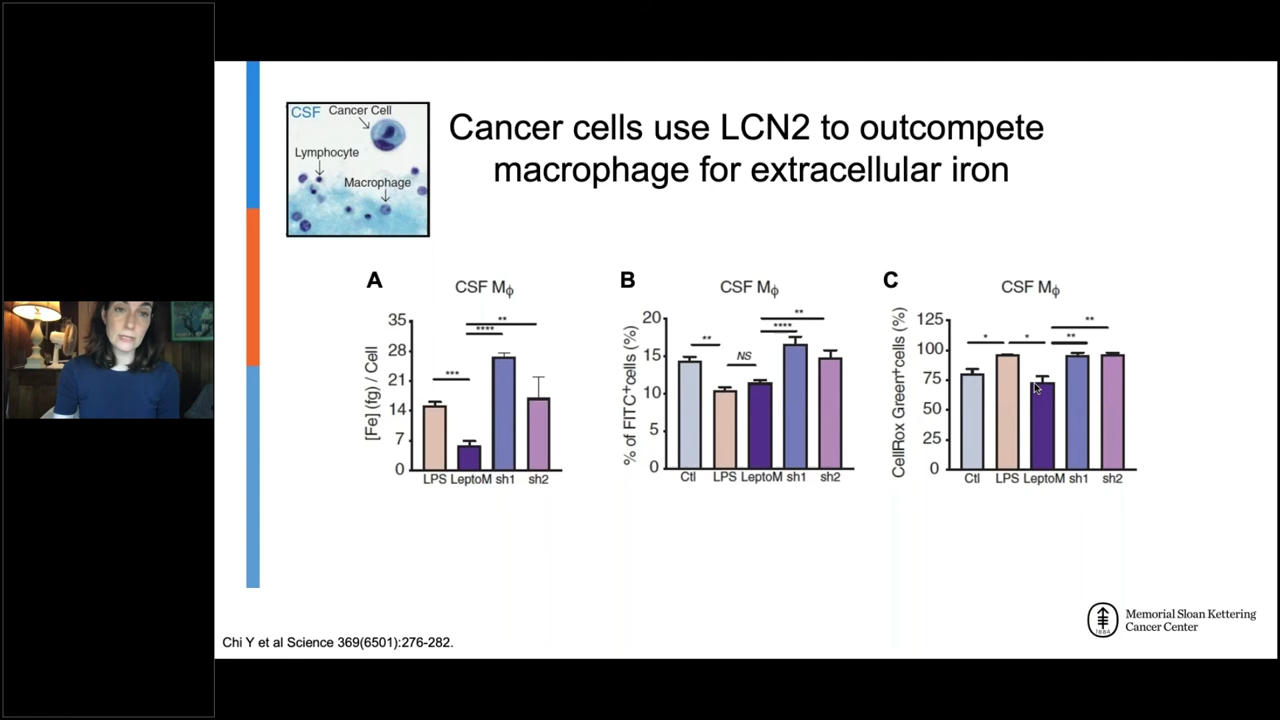 CSF Cancer Cell
Lymphocyte
Macrophage
Cancer cells use LCN2 to outcompete
macrophage for extracellular iron
A
CSF Mϕ
[Fe] (fg) / Cell
35
28
21
14
7
0
***
****
**
LPS LeptoM sh1 sh2
B
CSF Mϕ
% of FITC⁺cells (%)
20
15
10
5
0
**
NS
****
**
Ctl LPS LeptoM sh1 sh2
C
CSF Mϕ
CellRox Green⁺cells (%)
125
100
75
50
25
0
*
*
**
**
Ctl LPS LeptoM sh1 sh2
Chi Y et al Science 369(6501):276-282.
1884
Memorial Sloan Kettering
Cancer Center